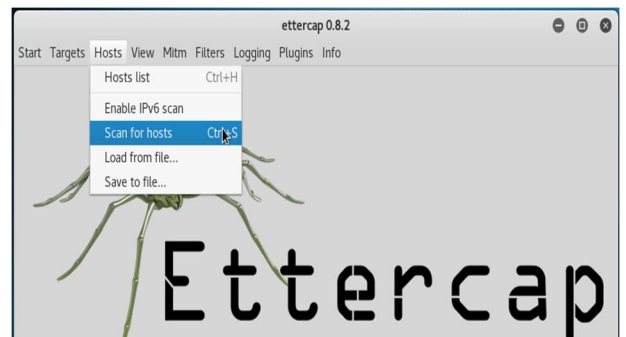 ettercap 0.8.2
Start Targets Hosts View Mitm Filters Logging Plugins Info
Hosts list Ctrl+H
Enable IPv6 scan
Scan for hosts Ctrl+S
Load from file...
Save to file...
Ettercap